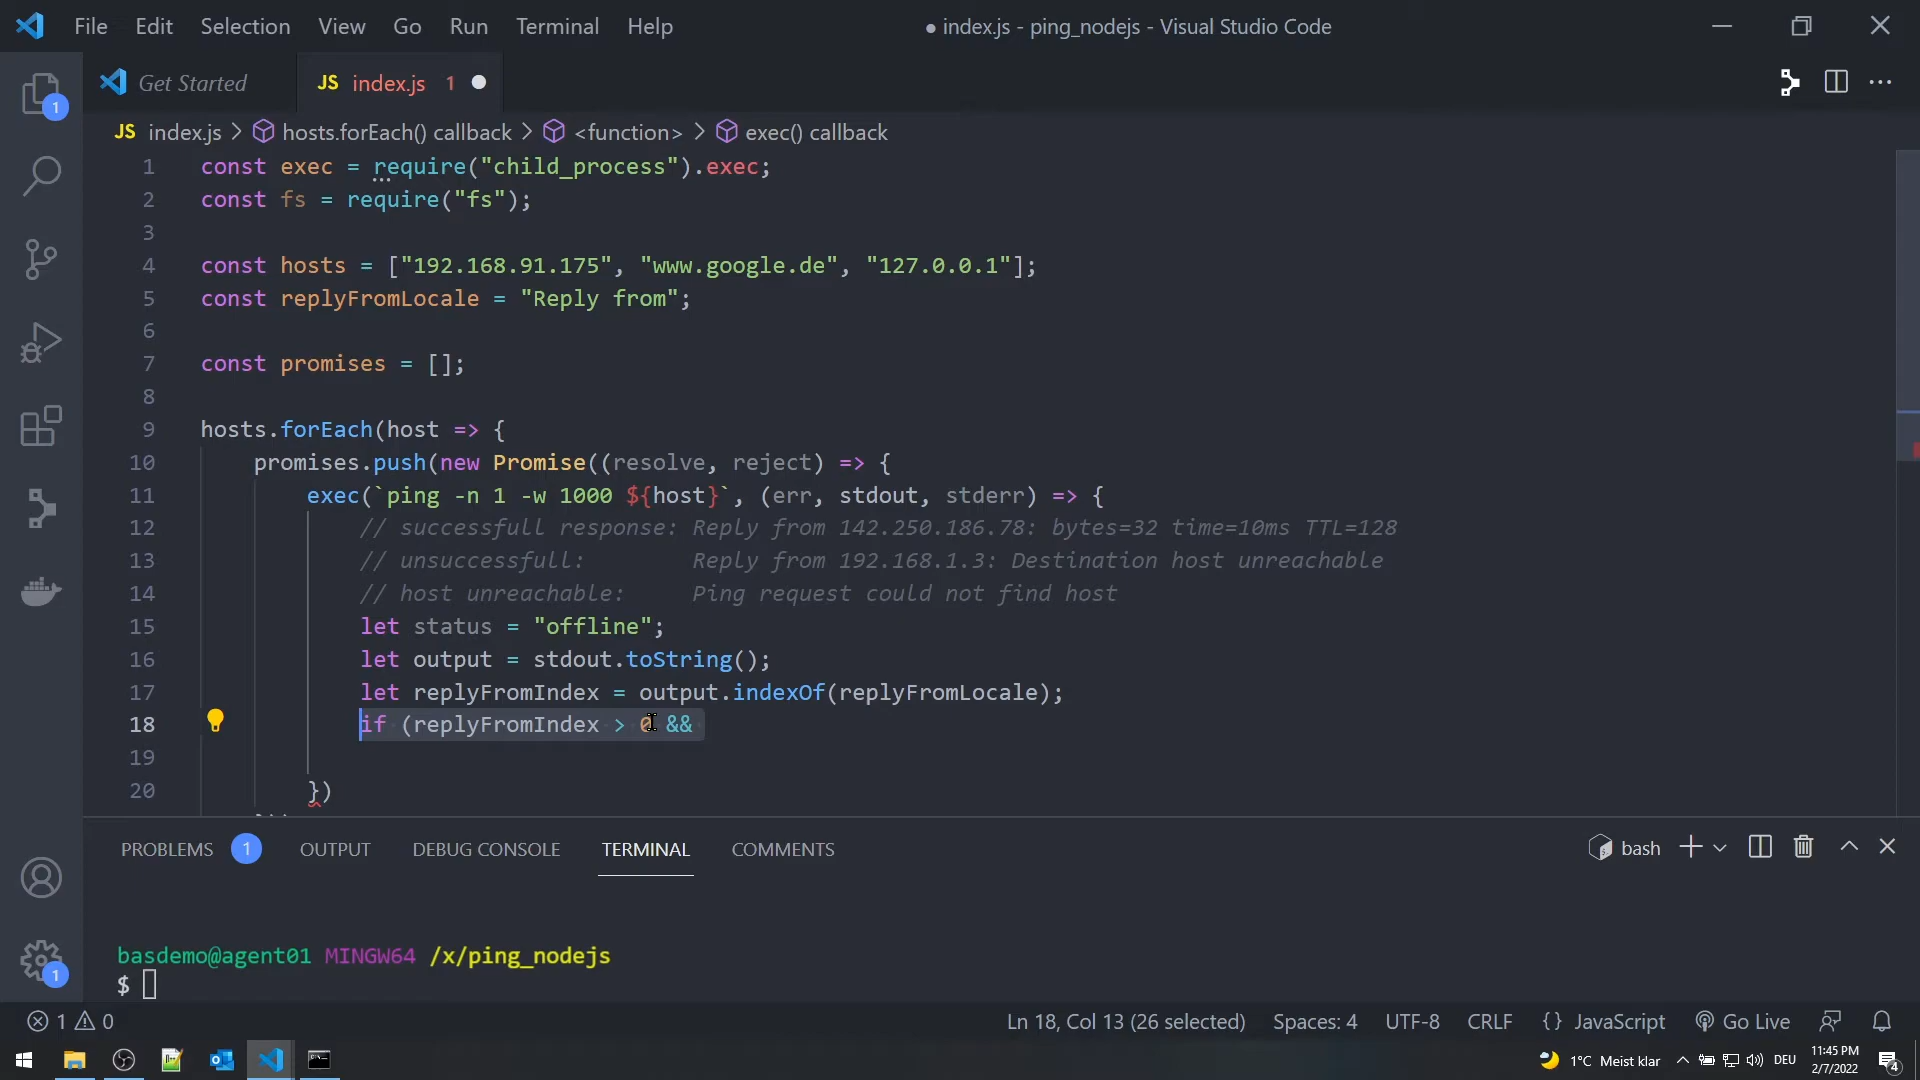 File Edit Selection View Go Run Terminal Help ● index.js - ping_nodejs - Visual Studio Code
1 Get Started JS index.js 1
JS index.js > hosts.forEach() callback > <function> > exec() callback
1 const exec = require("child_process").exec;
2 const fs = require("fs");
3
4 const hosts = ["192.168.91.175", "www.google.de", "127.0.0.1"];
5 const replyFromLocale = "Reply from";
6
7 const promises = [];
8
9 hosts.forEach(host => {
10 promises.push(new Promise((resolve, reject) => {
11 exec(`ping -n 1 -w 1000 ${host}`, (err, stdout, stderr) => {
12 // successfull response: Reply from 142.250.186.78: bytes=32 time=10ms TTL=128
13 // unsuccessfull: Reply from 192.168.1.3: Destination host unreachable
14 // host unreachable: Ping request could not find host
15 let status = "offline";
16 let output = stdout.toString();
17 let replyFromIndex = output.indexOf(replyFromLocale);
18 if (replyFromIndex > 0 &&
19
20 })
PROBLEMS 1 OUTPUT DEBUG CONSOLE TERMINAL COMMENTS bash
basdemo@agent01 MINGW64 /x/ping_nodejs
$
1
1 0 Ln 18, Col 13 (26 selected) Spaces: 4 UTF-8 CRLF {} JavaScript Go Live
1°C Meist klar DEU 11:45 PM
2/7/2022 4